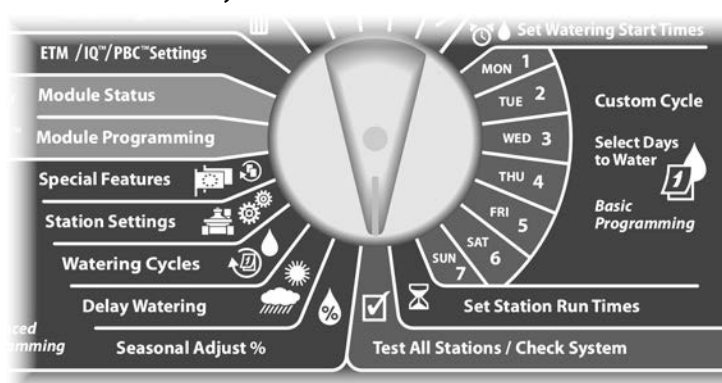 Set Watering Start Times
ETM /IQ™/PBC™Settings
Module Status
Module Programming
Special Features
Station Settings
Watering Cycles
Delay Watering
Seasonal Adjust %
%
MON 1
TUE 2
WED 3
THU 4
FRI 5
SAT 6
SUN 7
Custom Cycle
Select Days
to Water
1
Basic
Programming
Set Station Run Times
Test All Stations / Check System